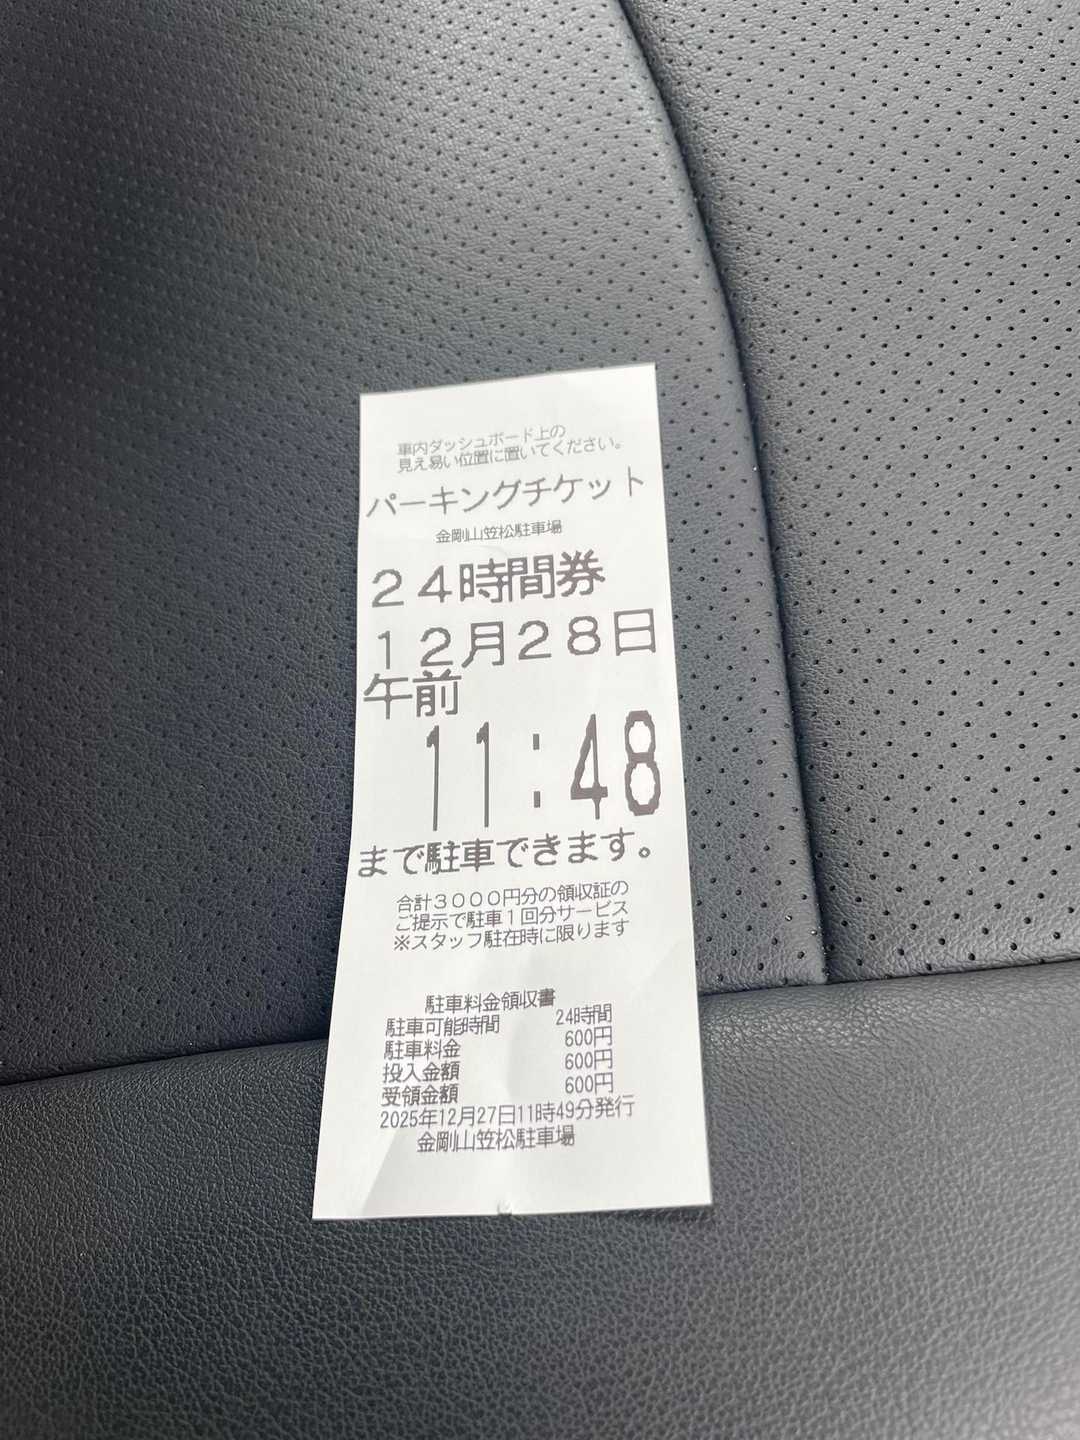 車内ダッシュボード上の
見え易い位置に置いてください。
パーキングチケット
金剛山笠松駐車場
２４時間券
１２月２８日
午前
11:48
まで駐車できます。
合計３０００円分の領収証の
ご提示で駐車１回分サービス
※スタッフ駐在時に限ります
駐車料金領収書
駐車可能時間 24時間
駐車料金 600円
投入金額 600円
受領金額 600円
2025年12月27日11時49分発行
金剛山笠松駐車場